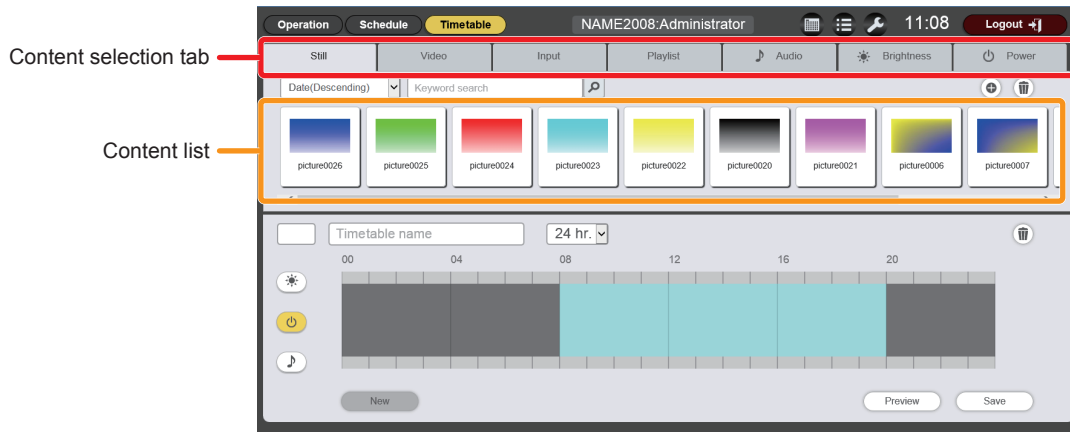 Operation Schedule Timetable NAME2008:Administrator 11:08 Logout
Content selection tab
Still Video Input Playlist Audio Brightness Power
Date(Descending) Keyword search
Content list
picture0026 picture0025 picture0024 picture0023 picture0022 picture0020 picture0021 picture0006 picture0007
Timetable name 24 hr.
00 04 08 12 16 20
New Preview Save